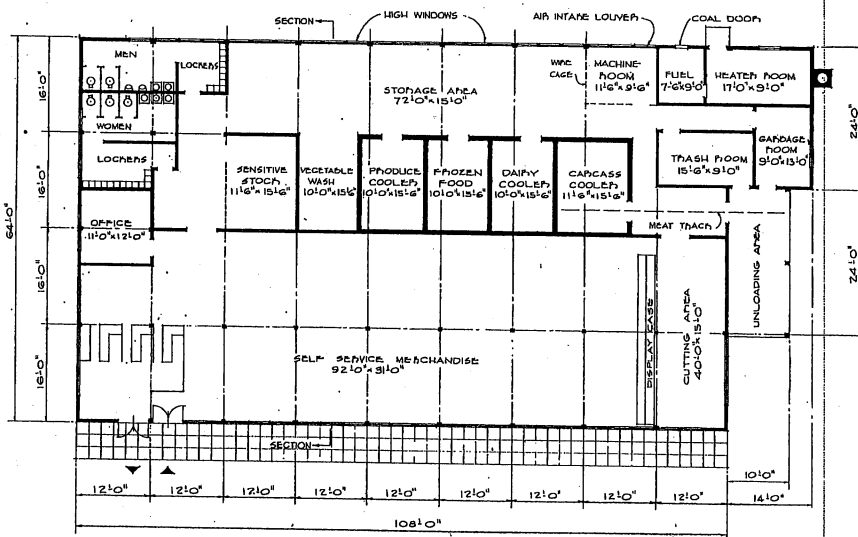 SECTION
HIGH WINDOWS
AIR INTAKE LOUVER
COAL DOOR
MEN
LOCKERS
WIRE
CAGE
MACHINE
ROOM
11'-6"x9'-6"
FUEL
7'-6"x9'-0"
HEATER ROOM
17'-0"x9'-0"
STORAGE AREA
72'-0"x15'-0"
WOMEN
LOCKERS
SENSITIVE
STOCK
11'-6"x15'-6"
VEGETABLE
WASH
10'-0"x15'-6"
PRODUCE
COOLER
10'-0"x15'-6"
FROZEN
FOOD
10'-0"x15'-6"
DAIRY
COOLER
10'-0"x15'-6"
CARCASS
COOLER
11'-6"x15'-6"
TRASH ROOM
15'-6"x9'-0"
GARBAGE
ROOM
9'-0"x13'-0"
OFFICE
11'-0"x12'-0"
MEAT TRACK
UNLOADING AREA
DISPLAY CASE
CUTTING AREA
40'-0"x15'-0"
SELF SERVICE MERCHANDISE
92'-0"x31'-0"
SECTION
16'-0"
16'-0"
16'-0"
16'-0"
64'-0"
24'-0"
24'-0"
12'-0"
12'-0"
12'-0"
12'-0"
12'-0"
12'-0"
12'-0"
12'-0"
12'-0"
10'-0"
14'-0"
108'-0"